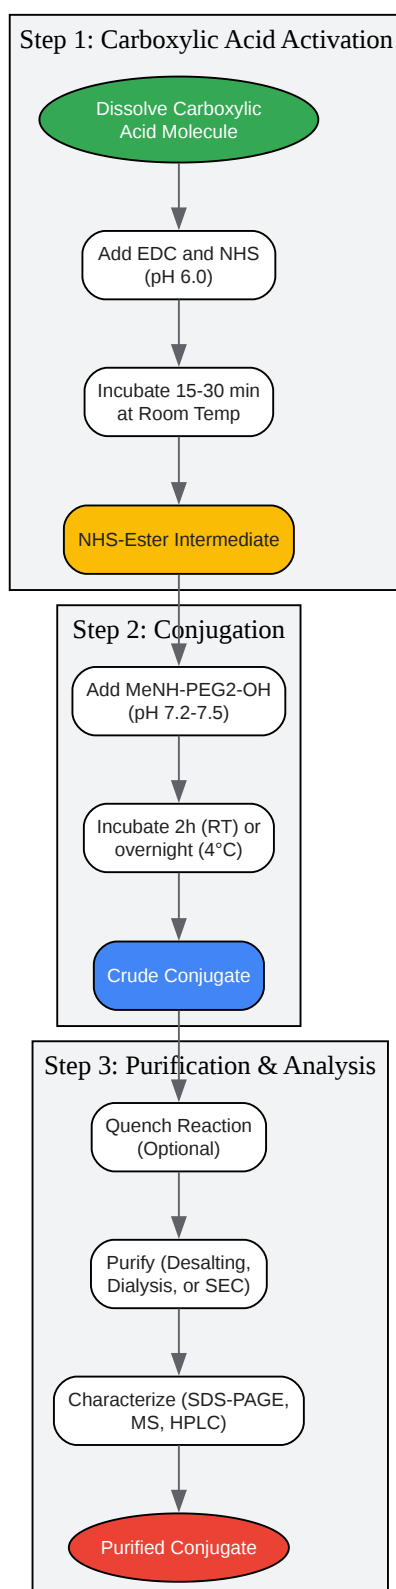 Step 1: Carboxylic Acid Activation
Dissolve Carboxylic
Acid Molecule
Add EDC and NHS
(pH 6.0)
Incubate 15-30 min
at Room Temp
NHS-Ester Intermediate
Step 2: Conjugation
Add MeNH-PEG2-OH
(pH 7.2-7.5)
Incubate 2h (RT) or
overnight (4°C)
Crude Conjugate
Step 3: Purification & Analysis
Quench Reaction
(Optional)
Purify (Desalting,
Dialysis, or SEC)
Characterize (SDS-PAGE,
MS, HPLC)
Purified Conjugate